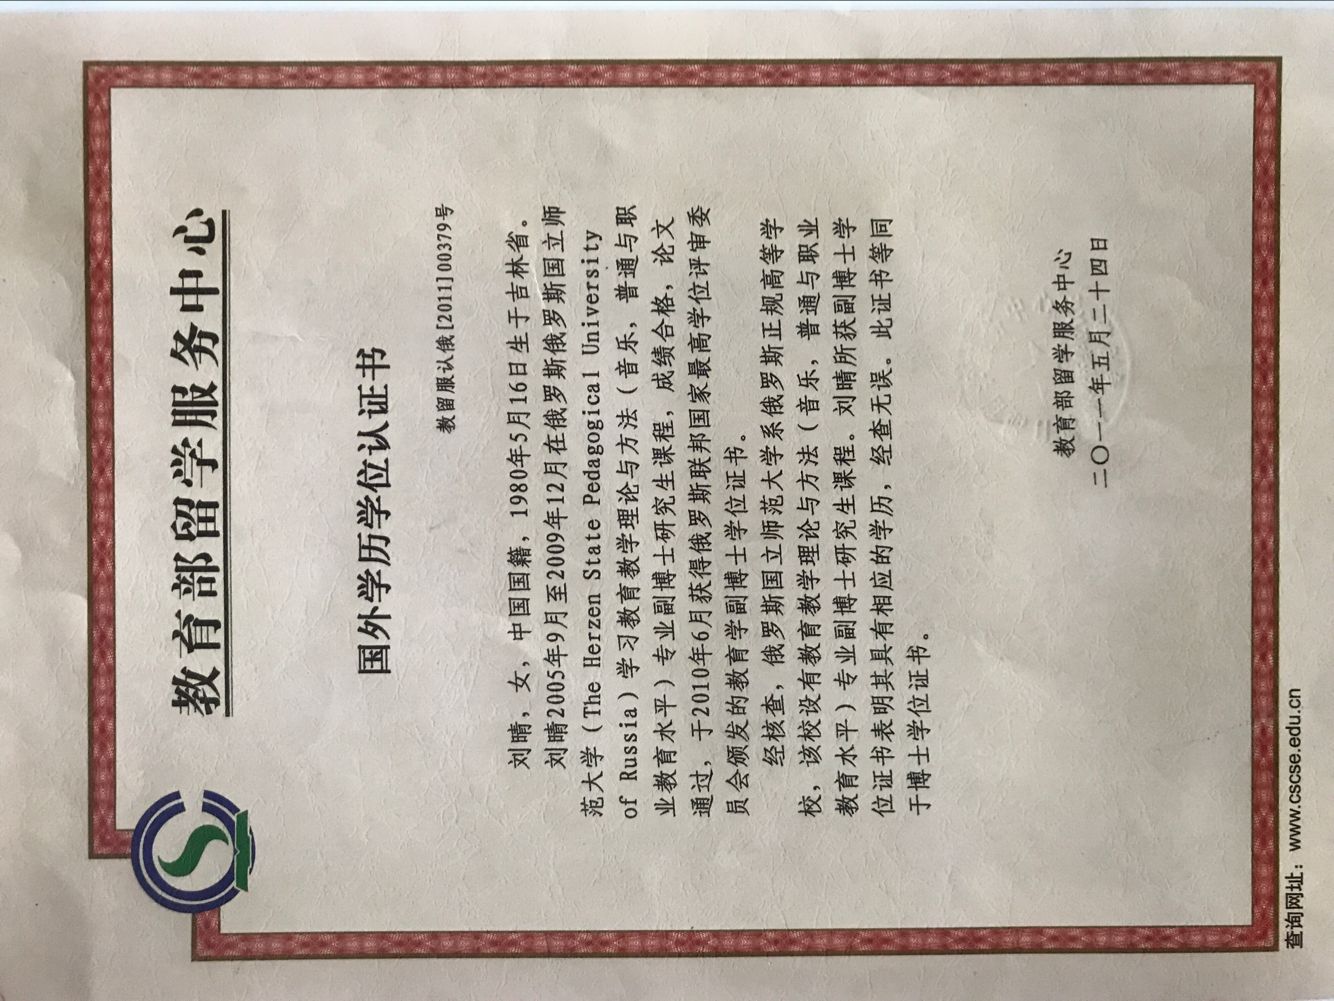 教育部留学服务中心
国外学历学位认证书
教留服认俄[2011]00379号
刘晴，女，中国国籍，1980年5月16日生于吉林省。
刘晴2005年9月至2009年12月在俄罗斯俄罗斯国立师
范大学（The Herzen State Pedagogical University
of Russia）学习教育教学理论与方法（音乐，普通与职
业教育水平）专业副博士研究生课程，成绩合格，论文
通过，于2010年6月获得俄罗斯联邦国家最高学位评审委
员会颁发的教育学副博士学位证书。
经核查，俄罗斯国立师范大学系俄罗斯正规高等学
校，该校设有教育教学理论与方法（音乐，普通与职业
教育水平）专业副博士研究生课程。刘晴所获副博士学
位证书表明其具有相应的学历，经查无误。此证书等同
于博士学位证书。
教育部留学服务中心
二〇一一年五月二十四日
查询网址：www.cscse.edu.cn